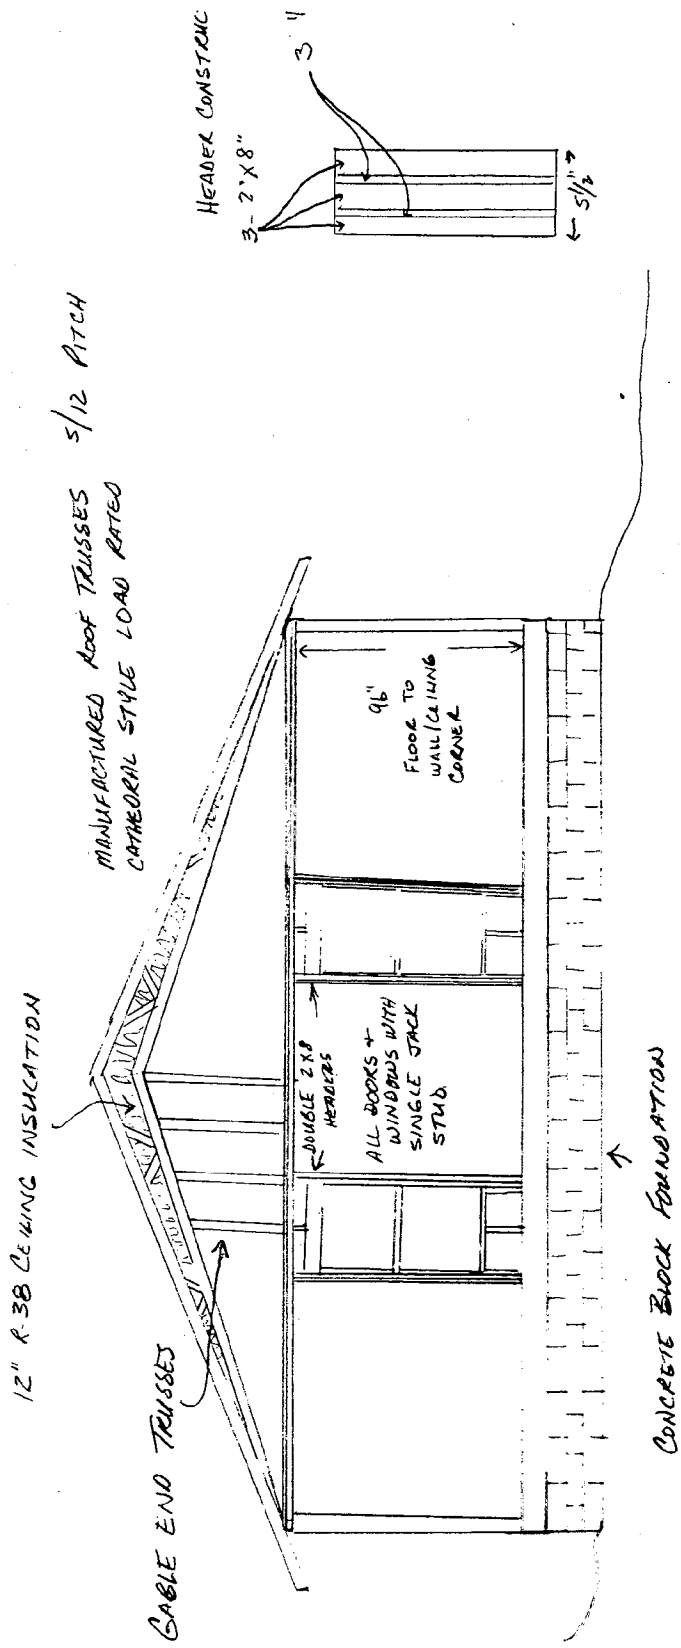 12" R-38 CEILING INSULATION
MANUFACTURED ROOF TRUSSES 5/12 PITCH
CATHEDRAL STYLE LOAD RATED
GABLE END TRUSSES
DOUBLE 2X8
HEADERS
ALL DOORS +
WINDOWS WITH
SINGLE JACK
STUD.
96"
FLOOR TO
WALL/CEILING
CORNER
CONCRETE BLOCK FOUNDATION
HEADER CONSTRUC
3- 2"X8"
3
5 1/2"